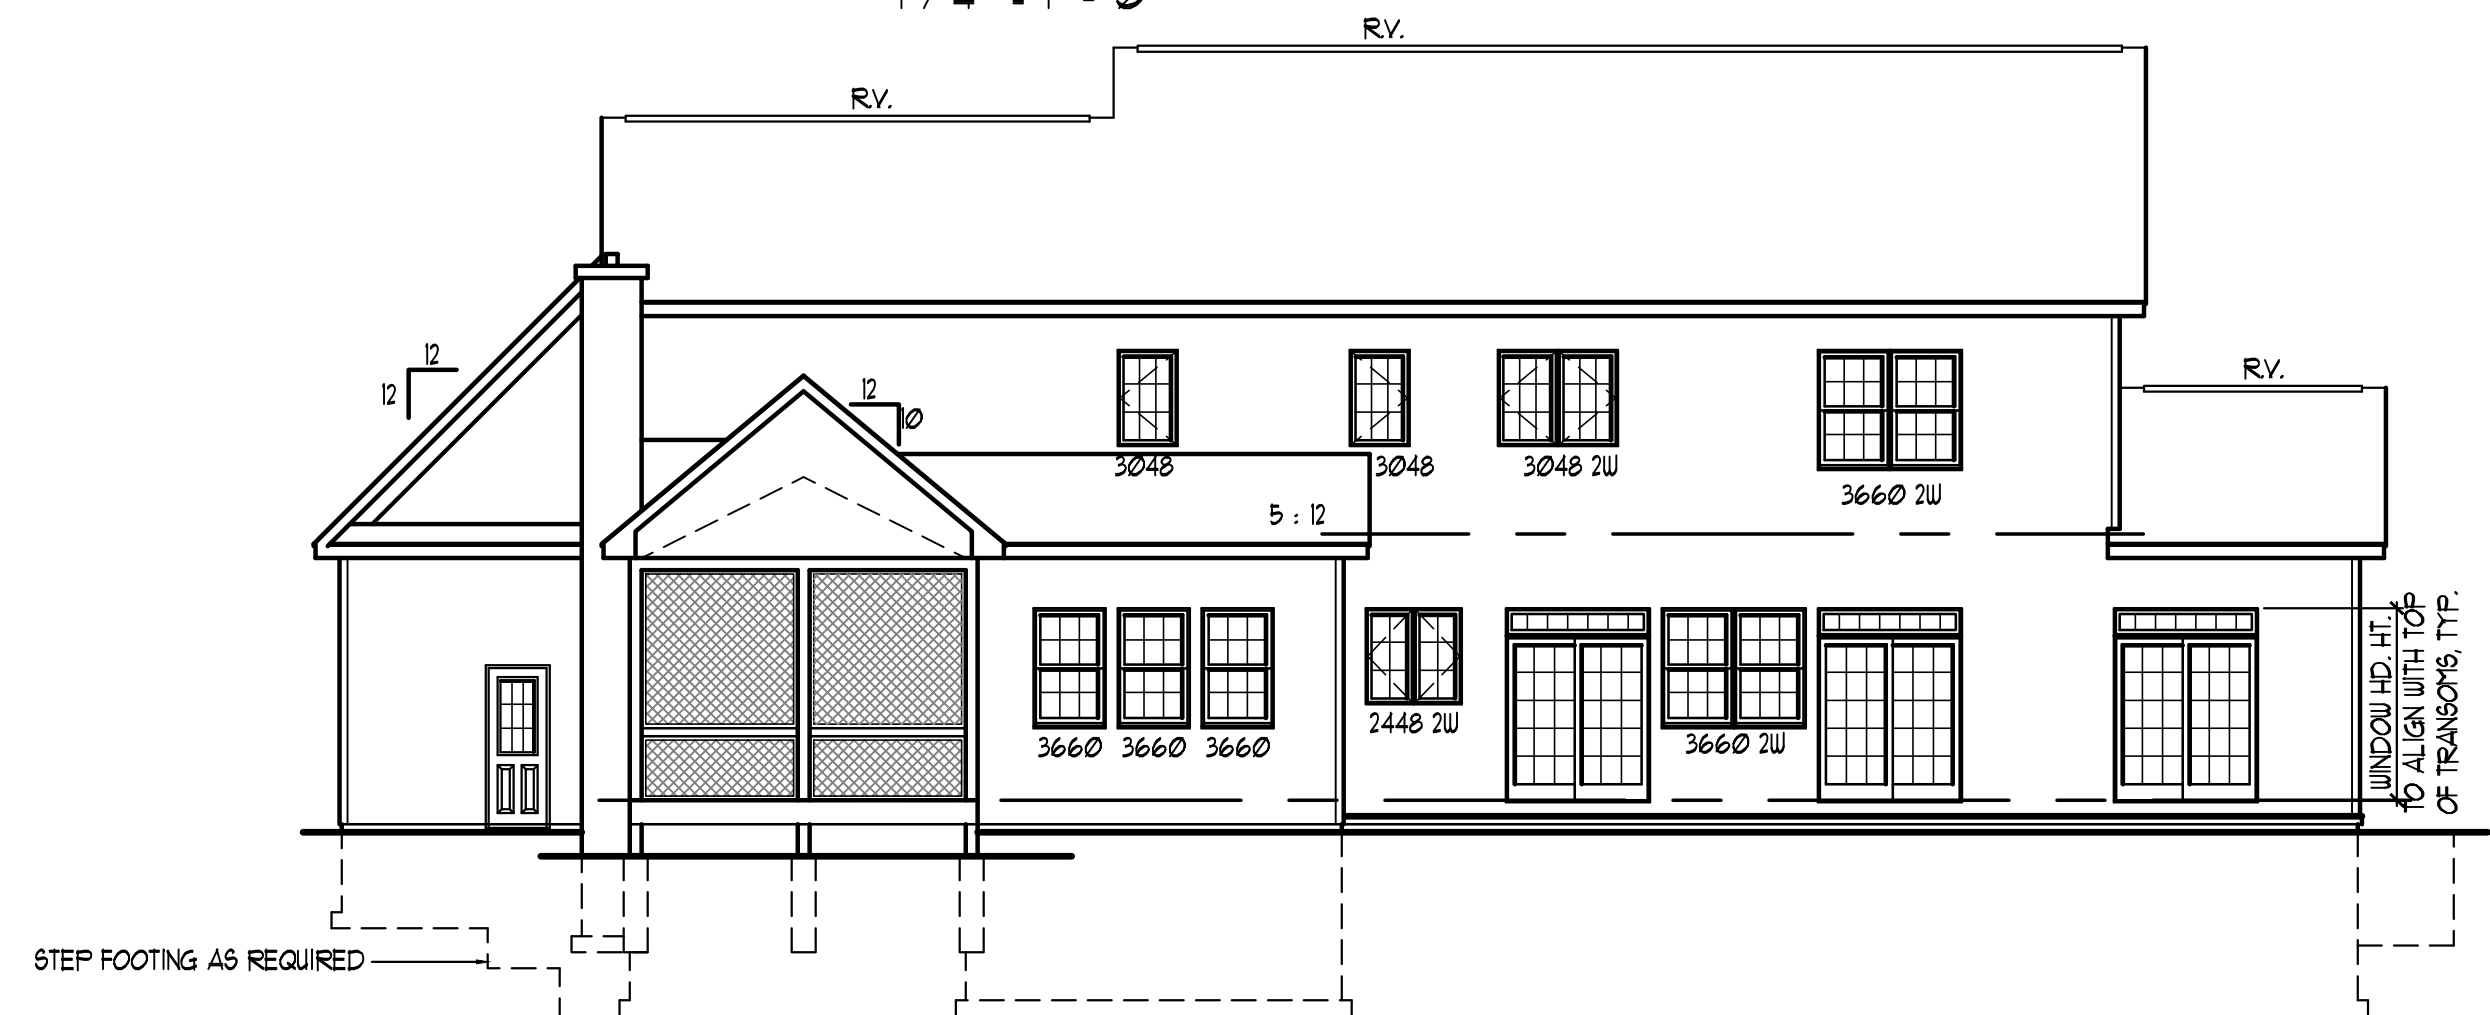 R.V.
R.V.
12
12
12
10
R.V.
3048
3048
3048 2W
3660 2W
5 : 12
3660
3660
3660
2448 2W
3660 2W
WINDOW HD. HT.
TO ALIGN WITH TOP
OF TRANSOMS, TYP.
STEP FOOTING AS REQUIRED